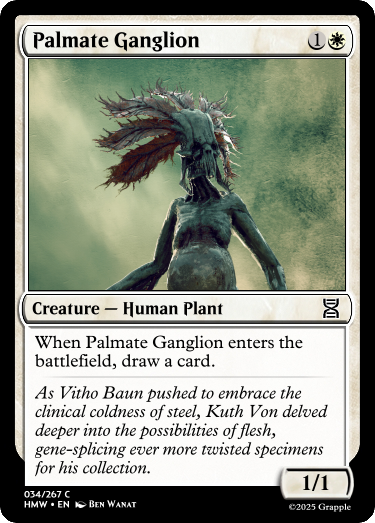 Palmate Ganglion 1
Creature — Human Plant
When Palmate Ganglion enters the
battlefield, draw a card.
As Vitho Baun pushed to embrace the
clinical coldness of steel, Kuth Von delved
deeper into the possibilities of flesh,
gene-splicing ever more twisted specimens
for his collection.
1/1
034/267 C
HMW • EN Ben Wanat
©2025 Grapple